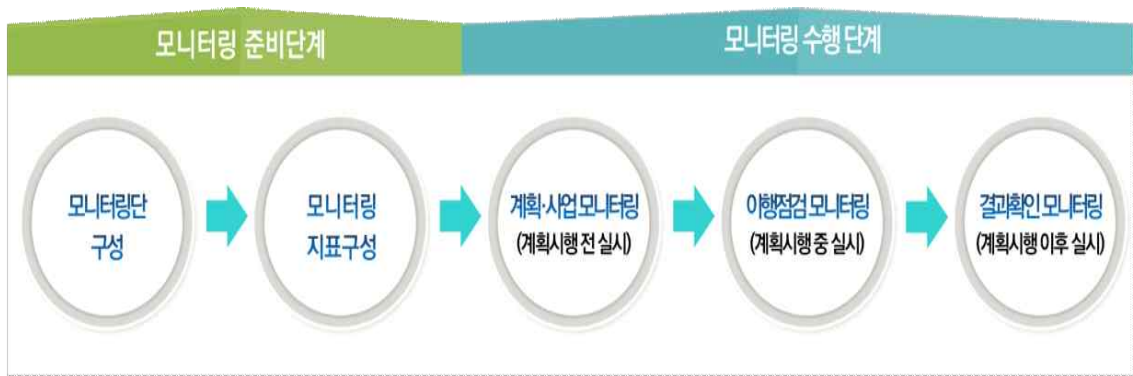 모니터링 준비단계
모니터링 수행 단계
모니터링단
구성
모니터링
지표구성
계획·사업 모니터링
(계획시행 전 실시)
이행점검 모니터링
(계획시행 중 실시)
결과확인 모니터링
(계획시행 이후 실시)